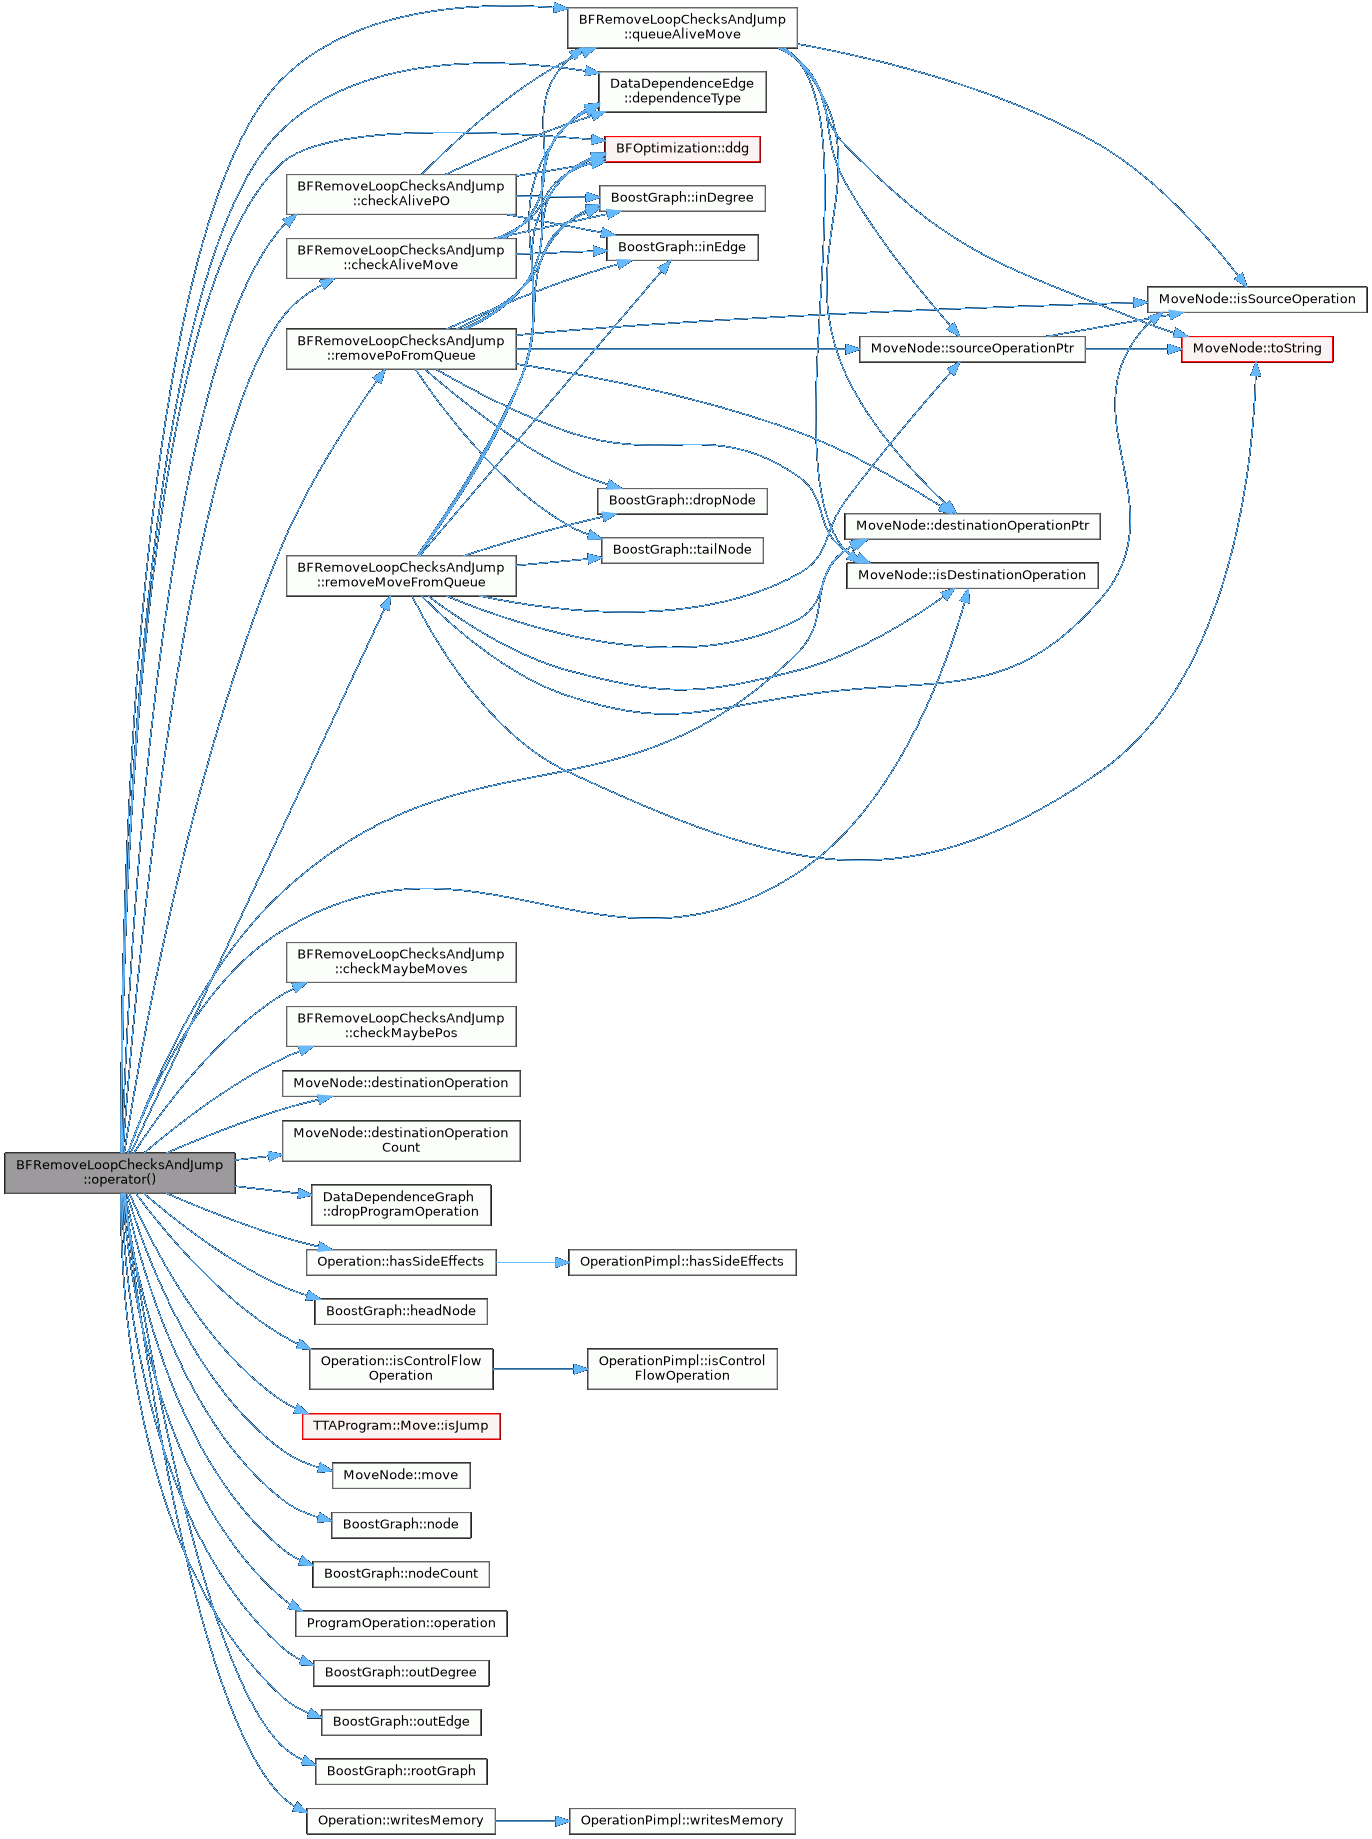 BFRemoveLoopChecksAndJump
::queueAliveMove
DataDependenceEdge
::dependenceType
BFOptimization::ddg
BFRemoveLoopChecksAndJump
::checkAlivePO
BoostGraph::inDegree
BFRemoveLoopChecksAndJump
::checkAliveMove
BoostGraph::inEdge
MoveNode::isSourceOperation
BFRemoveLoopChecksAndJump
::removePoFromQueue
MoveNode::sourceOperationPtr
MoveNode::toString
BoostGraph::dropNode
MoveNode::destinationOperationPtr
BoostGraph::tailNode
BFRemoveLoopChecksAndJump
::removeMoveFromQueue
MoveNode::isDestinationOperation
BFRemoveLoopChecksAndJump
::checkMaybeMoves
BFRemoveLoopChecksAndJump
::checkMaybePos
MoveNode::destinationOperation
MoveNode::destinationOperation
Count
BFRemoveLoopChecksAndJump
::operator()
DataDependenceGraph
::dropProgramOperation
Operation::hasSideEffects
OperationPimpl::hasSideEffects
BoostGraph::headNode
Operation::isControlFlow
Operation
OperationPimpl::isControl
FlowOperation
TTAProgram::Move::isJump
MoveNode::move
BoostGraph::node
BoostGraph::nodeCount
ProgramOperation::operation
BoostGraph::outDegree
BoostGraph::outEdge
BoostGraph::rootGraph
Operation::writesMemory
OperationPimpl::writesMemory